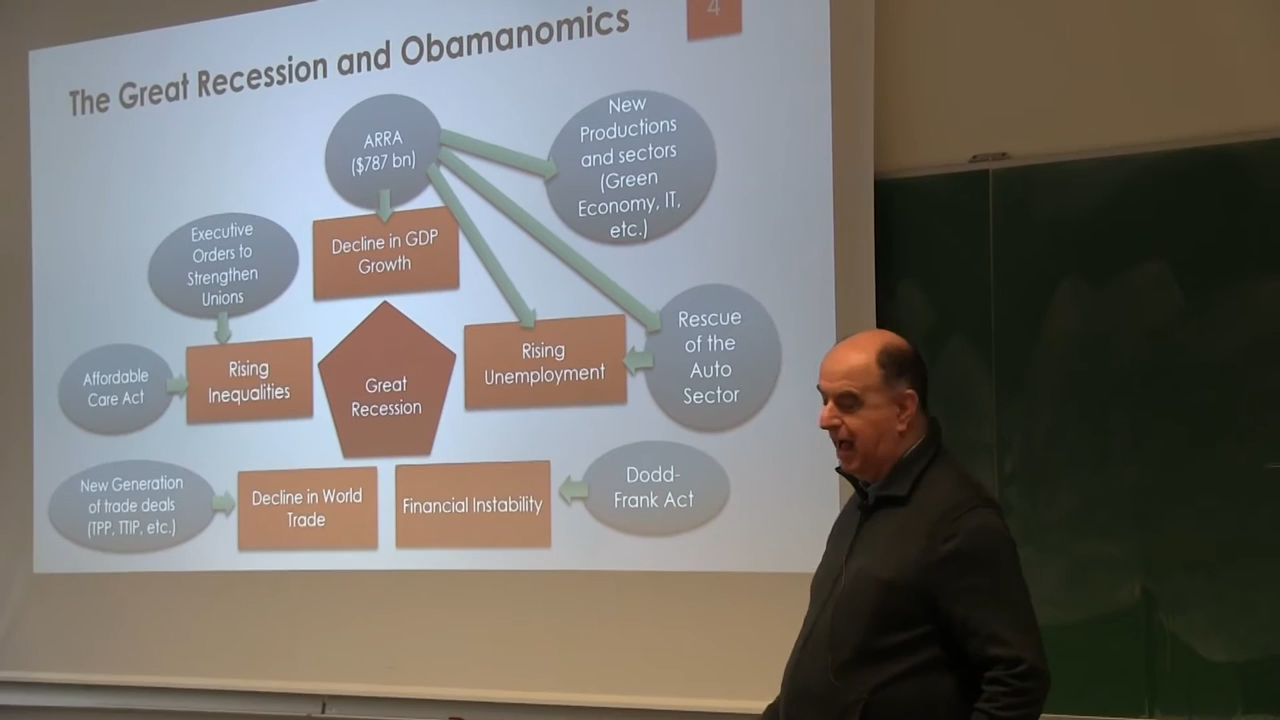 4
The Great Recession and Obamanomics
ARRA
($787 bn)
New
Productions
and sectors
(Green
Economy, IT,
etc.)
Executive
Orders to
Strengthen
Unions
Decline in GDP
Growth
Rescue
of the
Auto
Sector
Rising
Unemployment
Affordable
Care Act
Rising
Inequalities
Great
Recession
New Generation
of trade deals
(TPP, TTIP, etc.)
Decline in World
Trade
Financial Instability
Dodd-
Frank Act